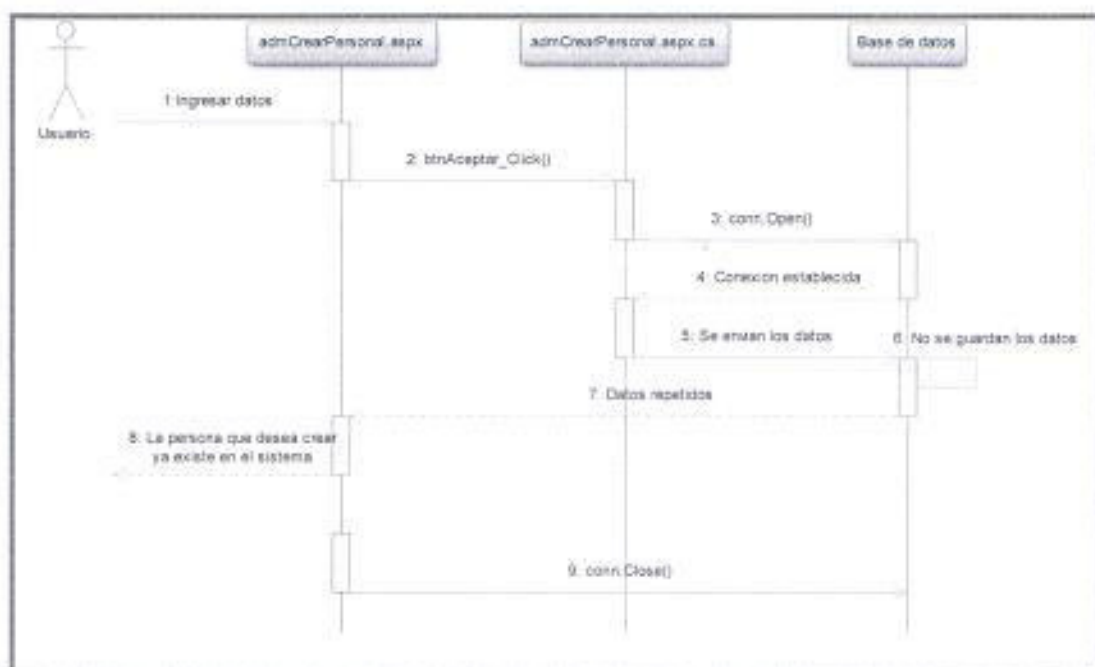 admCrearPersonal.aspx
admCrearPersonal.aspx.cs
Base de datos
Usuario
1 Ingresar datos
2: btnAceptar_Click()
3: conn.Open()
4: Conexcon establecida
5: Se envian los datos
6: No se guardan los datos
7: Datos repetidos
8: La persona que desea crear
ya existe en el sistema
9: conn.Close()